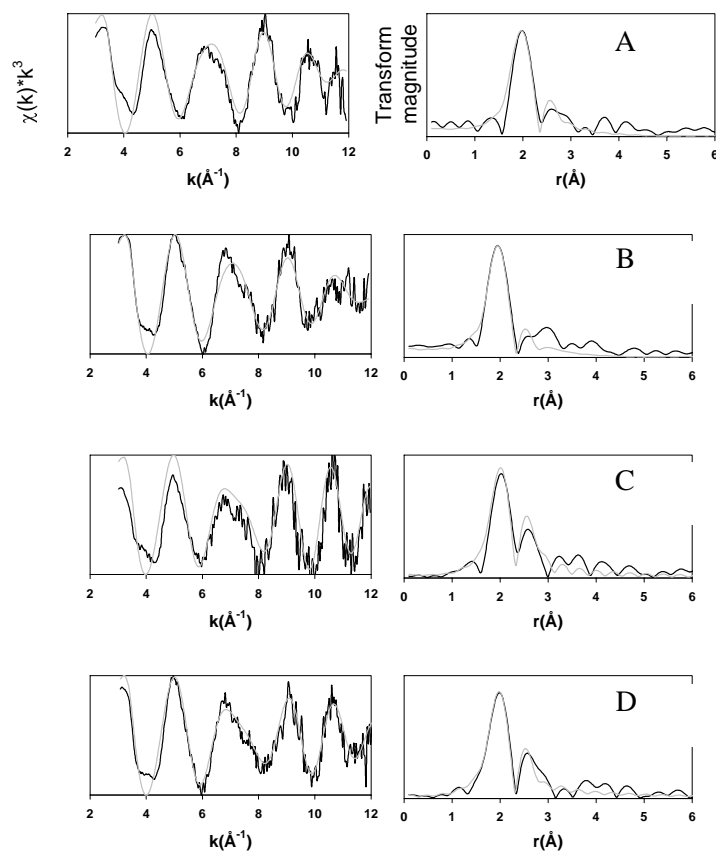 χ(k)*k³
2 4 6 8 10 12
k(Å⁻¹)
Transform
magnitude
A
0 1 2 3 4 5 6
r(Å)
2 4 6 8 10 12
k(Å⁻¹)
B
0 1 2 3 4 5 6
r(Å)
2 4 6 8 10 12
k(Å⁻¹)
C
0 1 2 3 4 5 6
r(Å)
2 4 6 8 10 12
k(Å⁻¹)
D
0 1 2 3 4 5 6
r(Å)